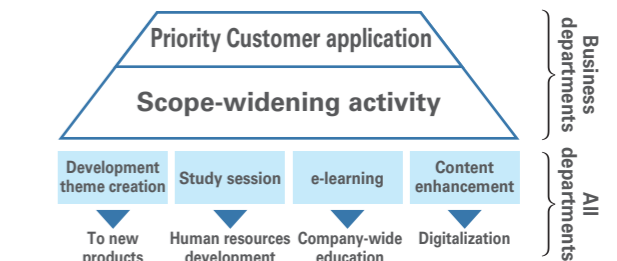 Priority Customer application
Scope-widening activity
Business
departments
Development
theme creation
Study session
e-learning
Content
enhancement
All
departments
To new
products
Human resources
development
Company-wide
education
Digitalization